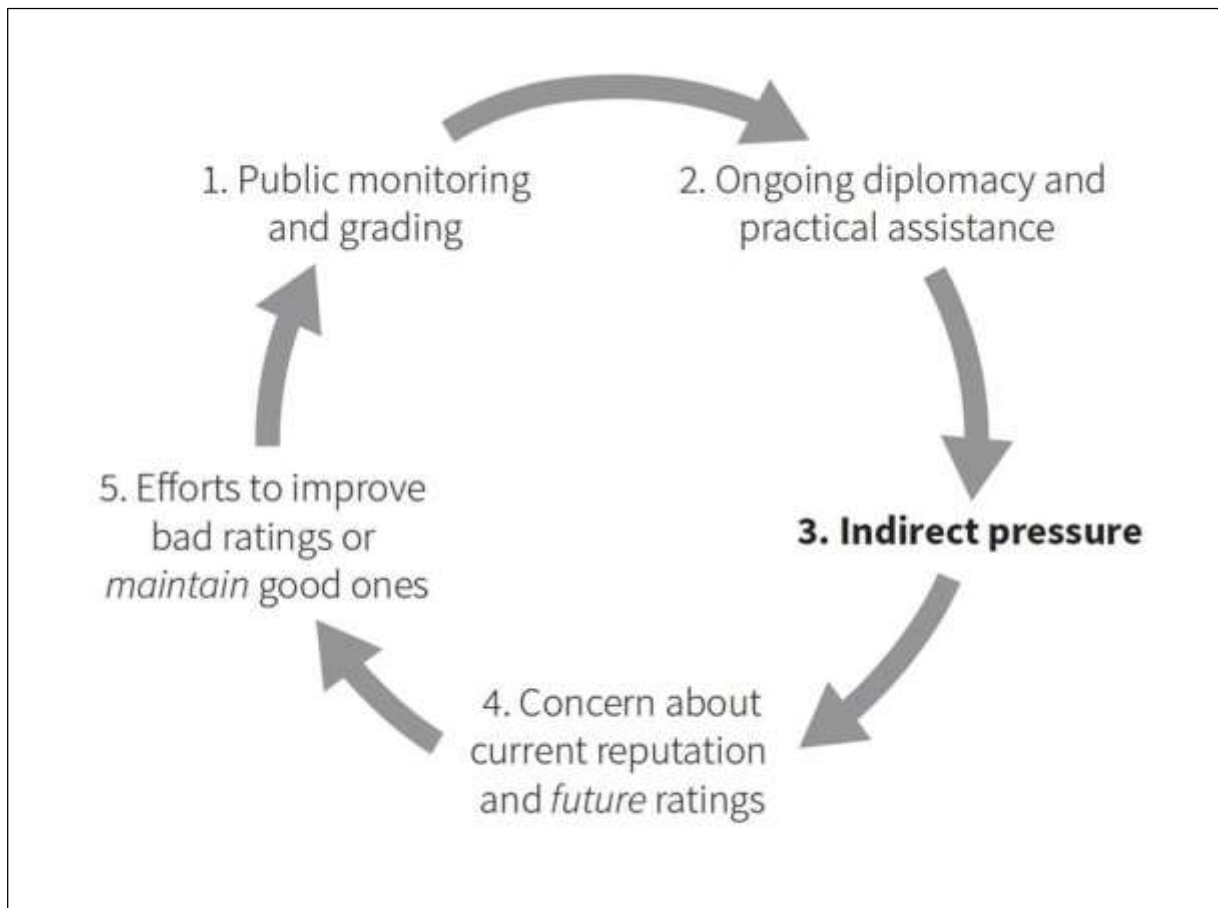 1. Public monitoring
and grading
2. Ongoing diplomacy and
practical assistance
3. Indirect pressure
4. Concern about
current reputation
and future ratings
5. Efforts to improve
bad ratings or
maintain good ones